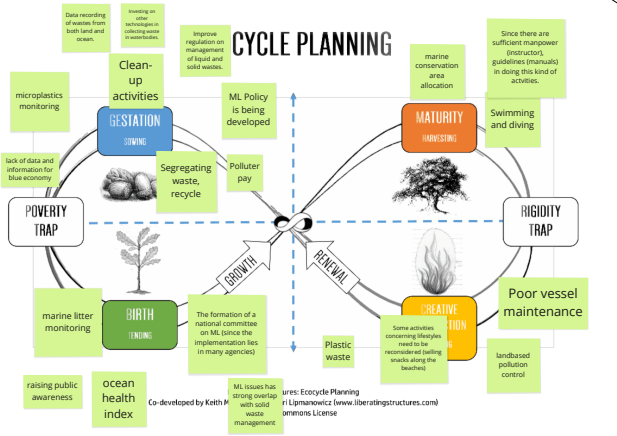 Data recording
of wastes from
both land and
ocean.
Investing on
other
technologies in
collecting waste
in waterbodies.
Improve
regulation on
management
of liquid and
solid wastes.
CYCLE PLANNING
marine
conservation
area
allocation
Since there are
sufficient manpower
(instructor),
guidelines (manuals)
in doing this kind of
actvities.
Clean-
up
activities
microplastics
monitoring
ML Policy
is being
developed
GESTATION
SOWING
MATURITY
HARVESTING
Swimming
and diving
lack of data and
information for
blue economy
Segregating
waste,
recycle
Polluter
pay
POVERTY
TRAP
RIGIDITY
TRAP
GROWTH
RENEWAL
marine litter
monitoring
BIRTH
TENDING
The formation of a
national committee
on ML (since the
implementation lies
in many agencies)
CREATIVE
Poor vessel
maintenance
Plastic
waste
Some activities
concerning lifestyles
need to be
reconsidered (selling
snacks along the
beaches)
landbased
pollution
control
raising public
awareness
ocean
health
index
ML issues has
strong overlap
with solid
waste
management
ures: Ecocycle Planning
Co-developed by Keith M ri Lipmanowicz (www.liberatingstructures.com)
ommons License